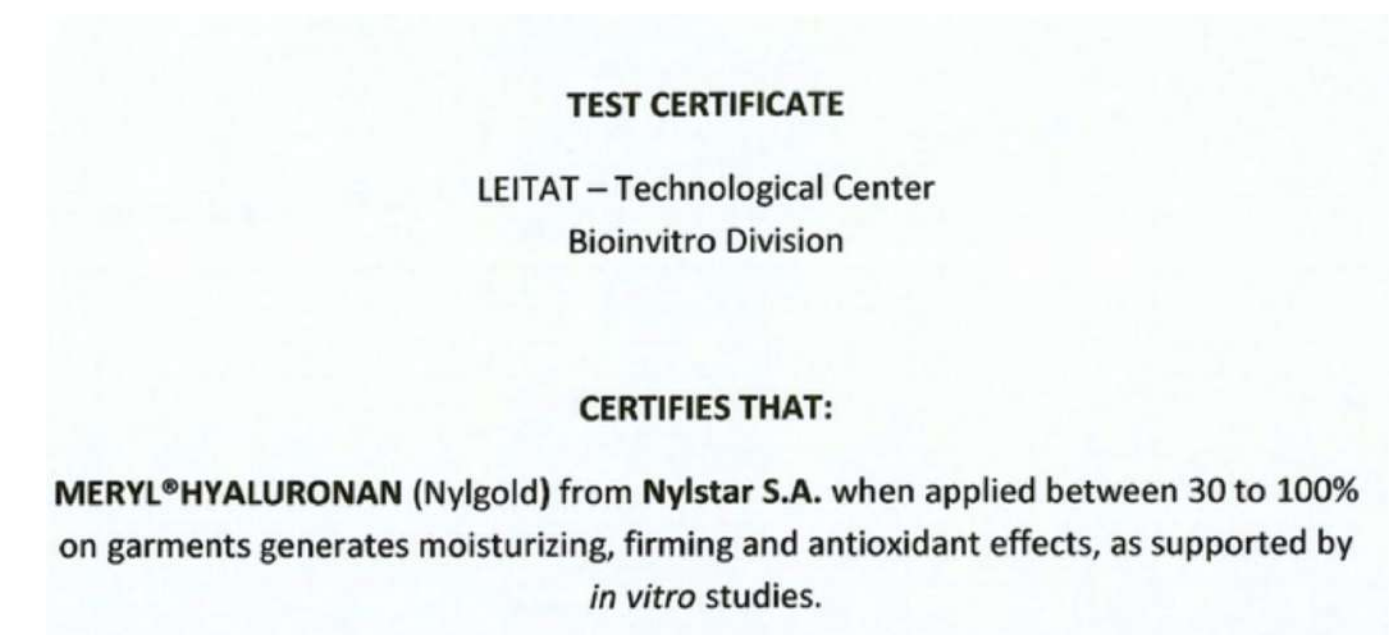 TEST CERTIFICATE
LEITAT – Technological Center
Bioinvitro Division
CERTIFIES THAT:
MERYL®HYALURONAN (Nylgold) from Nylstar S.A. when applied between 30 to 100%
on garments generates moisturizing, firming and antioxidant effects, as supported by
in vitro studies.